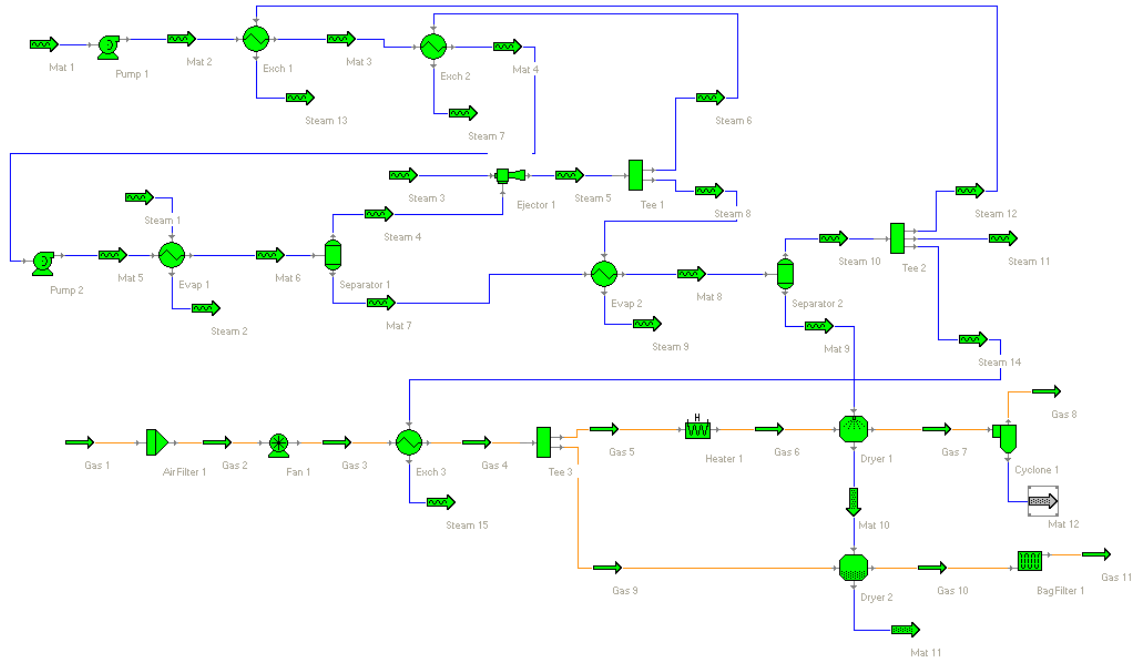 Mat 1
Pump 1
Mat 2
Exch 1
Mat 3
Exch 2
Mat 4
Steam 13
Steam 7
Steam 6
Steam 3
Ejector 1
Steam 5
Tee 1
Steam 8
Steam 12
Steam 1
Steam 4
Pump 2
Mat 5
Evap 1
Mat 6
Separator 1
Steam 10
Tee 2
Steam 11
Steam 2
Mat 7
Evap 2
Mat 8
Separator 2
Steam 9
Mat 9
Steam 14
Gas 1
AirFilter 1
Gas 2
Fan 1
Gas 3
Exch 3
Gas 4
Tee 3
Gas 5
H
Heater 1
Gas 6
Dryer 1
Gas 7
Gas 8
Cyclone 1
Steam 15
Mat 10
Mat 12
Gas 9
Dryer 2
Gas 10
BagFilter 1
Gas 11
Mat 11